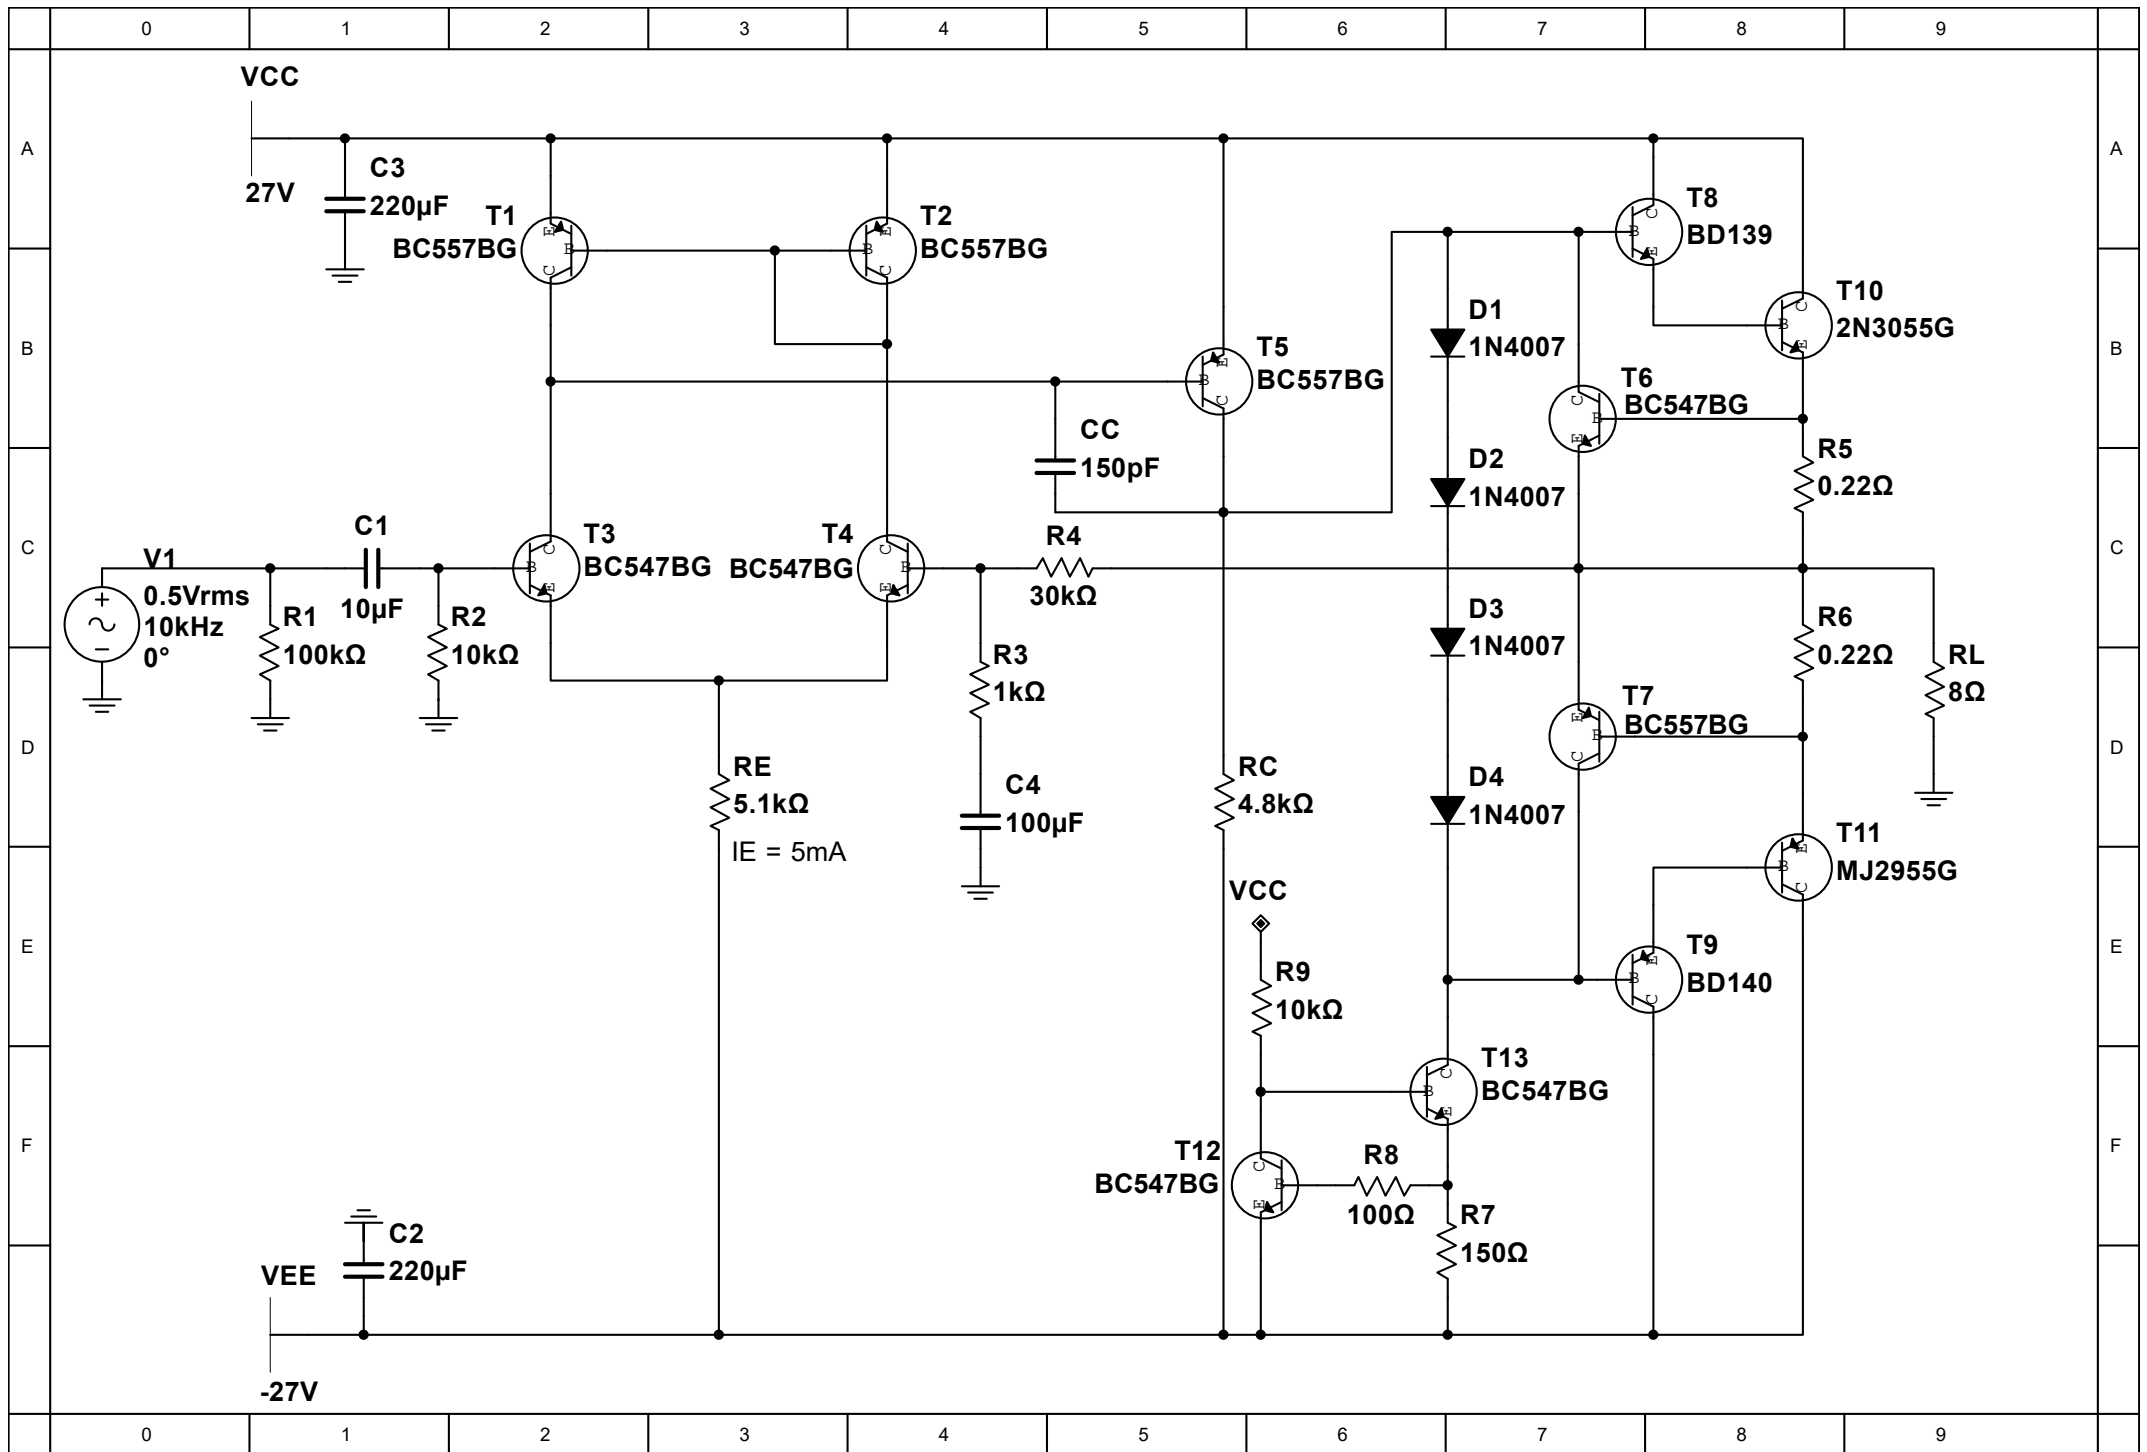 0 1 2 3 4 5 6 7 8 9
VCC
27V
A A
C3
220µF
T1
BC557BG
E
B
C
T2
BC557BG
E
B
C
T8
BD139
C
B
E
T10
2N3055G
C
B
E
B B
D1
1N4007
T5
BC557BG
E
B
C
T6
BC547BG
C
B
E
CC
150pF
D2
1N4007
R5
0.22Ω
C C
V1
0.5Vrms
10kHz
0°
C1
10µF
R1
100kΩ
R2
10kΩ
T3
BC547BG
C
B
E
T4
BC547BG
C
B
E
R4
30kΩ
R3
1kΩ
D3
1N4007
R6
0.22Ω
RL
8Ω
D D
T7
BC557BG
E
B
C
RE
5.1kΩ
IE = 5mA
C4
100µF
RC
4.8kΩ
D4
1N4007
T11
MJ2955G
E
B
C
E E
VCC
R9
10kΩ
T9
BD140
E
B
C
T13
BC547BG
C
B
E
F F
T12
BC547BG
C
B
E
R8
100Ω
R7
150Ω
C2
220µF
VEE
-27V
0 1 2 3 4 5 6 7 8 9